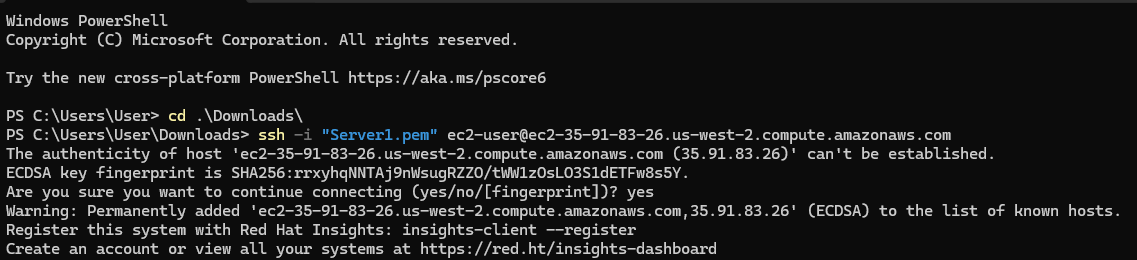 Windows PowerShell
Copyright (C) Microsoft Corporation. All rights reserved.
Try the new cross-platform PowerShell https://aka.ms/pscore6
PS C:\Users\User> cd .\Downloads\
PS C:\Users\User\Downloads> ssh -i "Server1.pem" ec2-user@ec2-35-91-83-26.us-west-2.compute.amazonaws.com
The authenticity of host 'ec2-35-91-83-26.us-west-2.compute.amazonaws.com (35.91.83.26)' can't be established.
ECDSA key fingerprint is SHA256:rrxyhqNNTAj9nWsugRZZO/tWW1zOsLO3S1dETFw8s5Y.
Are you sure you want to continue connecting (yes/no/[fingerprint])? yes
Warning: Permanently added 'ec2-35-91-83-26.us-west-2.compute.amazonaws.com,35.91.83.26' (ECDSA) to the list of known hosts.
Register this system with Red Hat Insights: insights-client --register
Create an account or view all your systems at https://red.ht/insights-dashboard